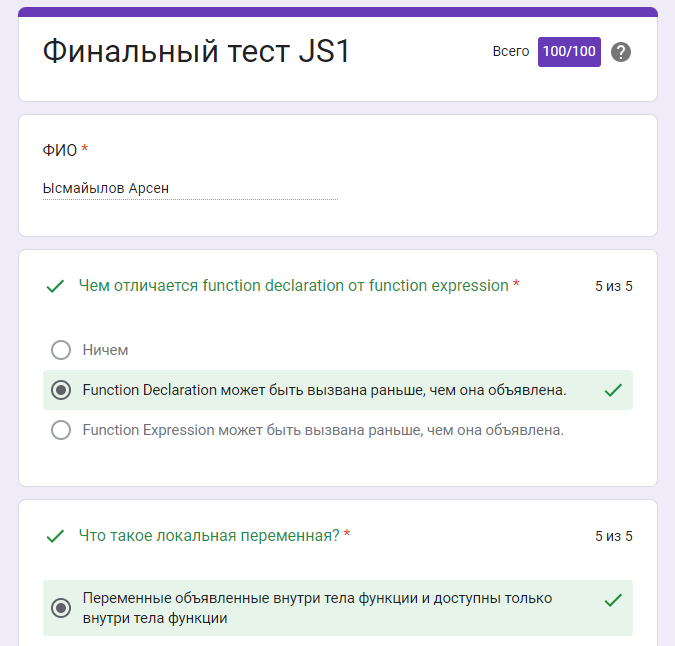 Финальный тест JS1
Всего 100/100 ?
ФИО *
Ысмайылов Арсен
Чем отличается function declaration от function expression *
5 из 5
Ничем
Function Declaration может быть вызвана раньше, чем она объявлена.
Function Expression может быть вызвана раньше, чем она объявлена.
Что такое локальная переменная? *
5 из 5
Переменные объявленные внутри тела функции и доступны только
внутри тела функции